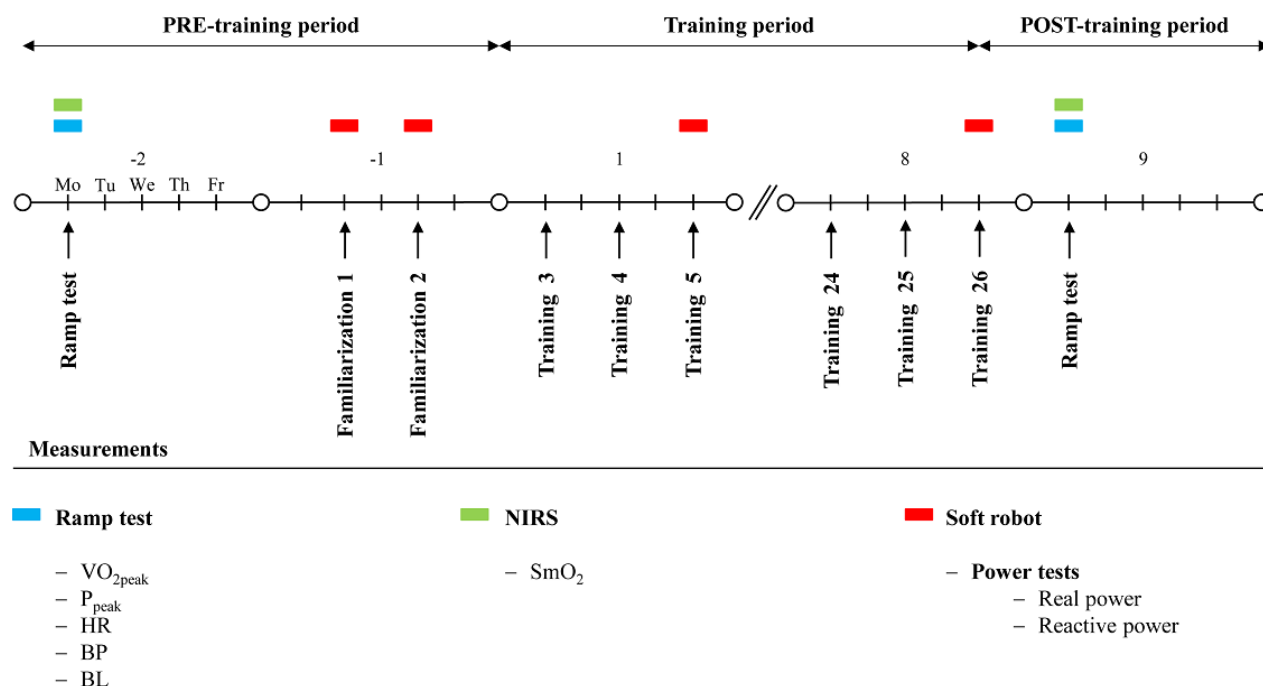 PRE-training period Training period POST-training period
-2 -1 1 8 9
Mo Tu We Th Fr
Ramp test
Familiarization 1
Familiarization 2
Training 3
Training 4
Training 5
Training 24
Training 25
Training 26
Ramp test
Measurements
Ramp test NIRS Soft robot
– VO2peak – SmO2 – Power tests
– Ppeak – Real power
– HR – Reactive power
– BP
– BL